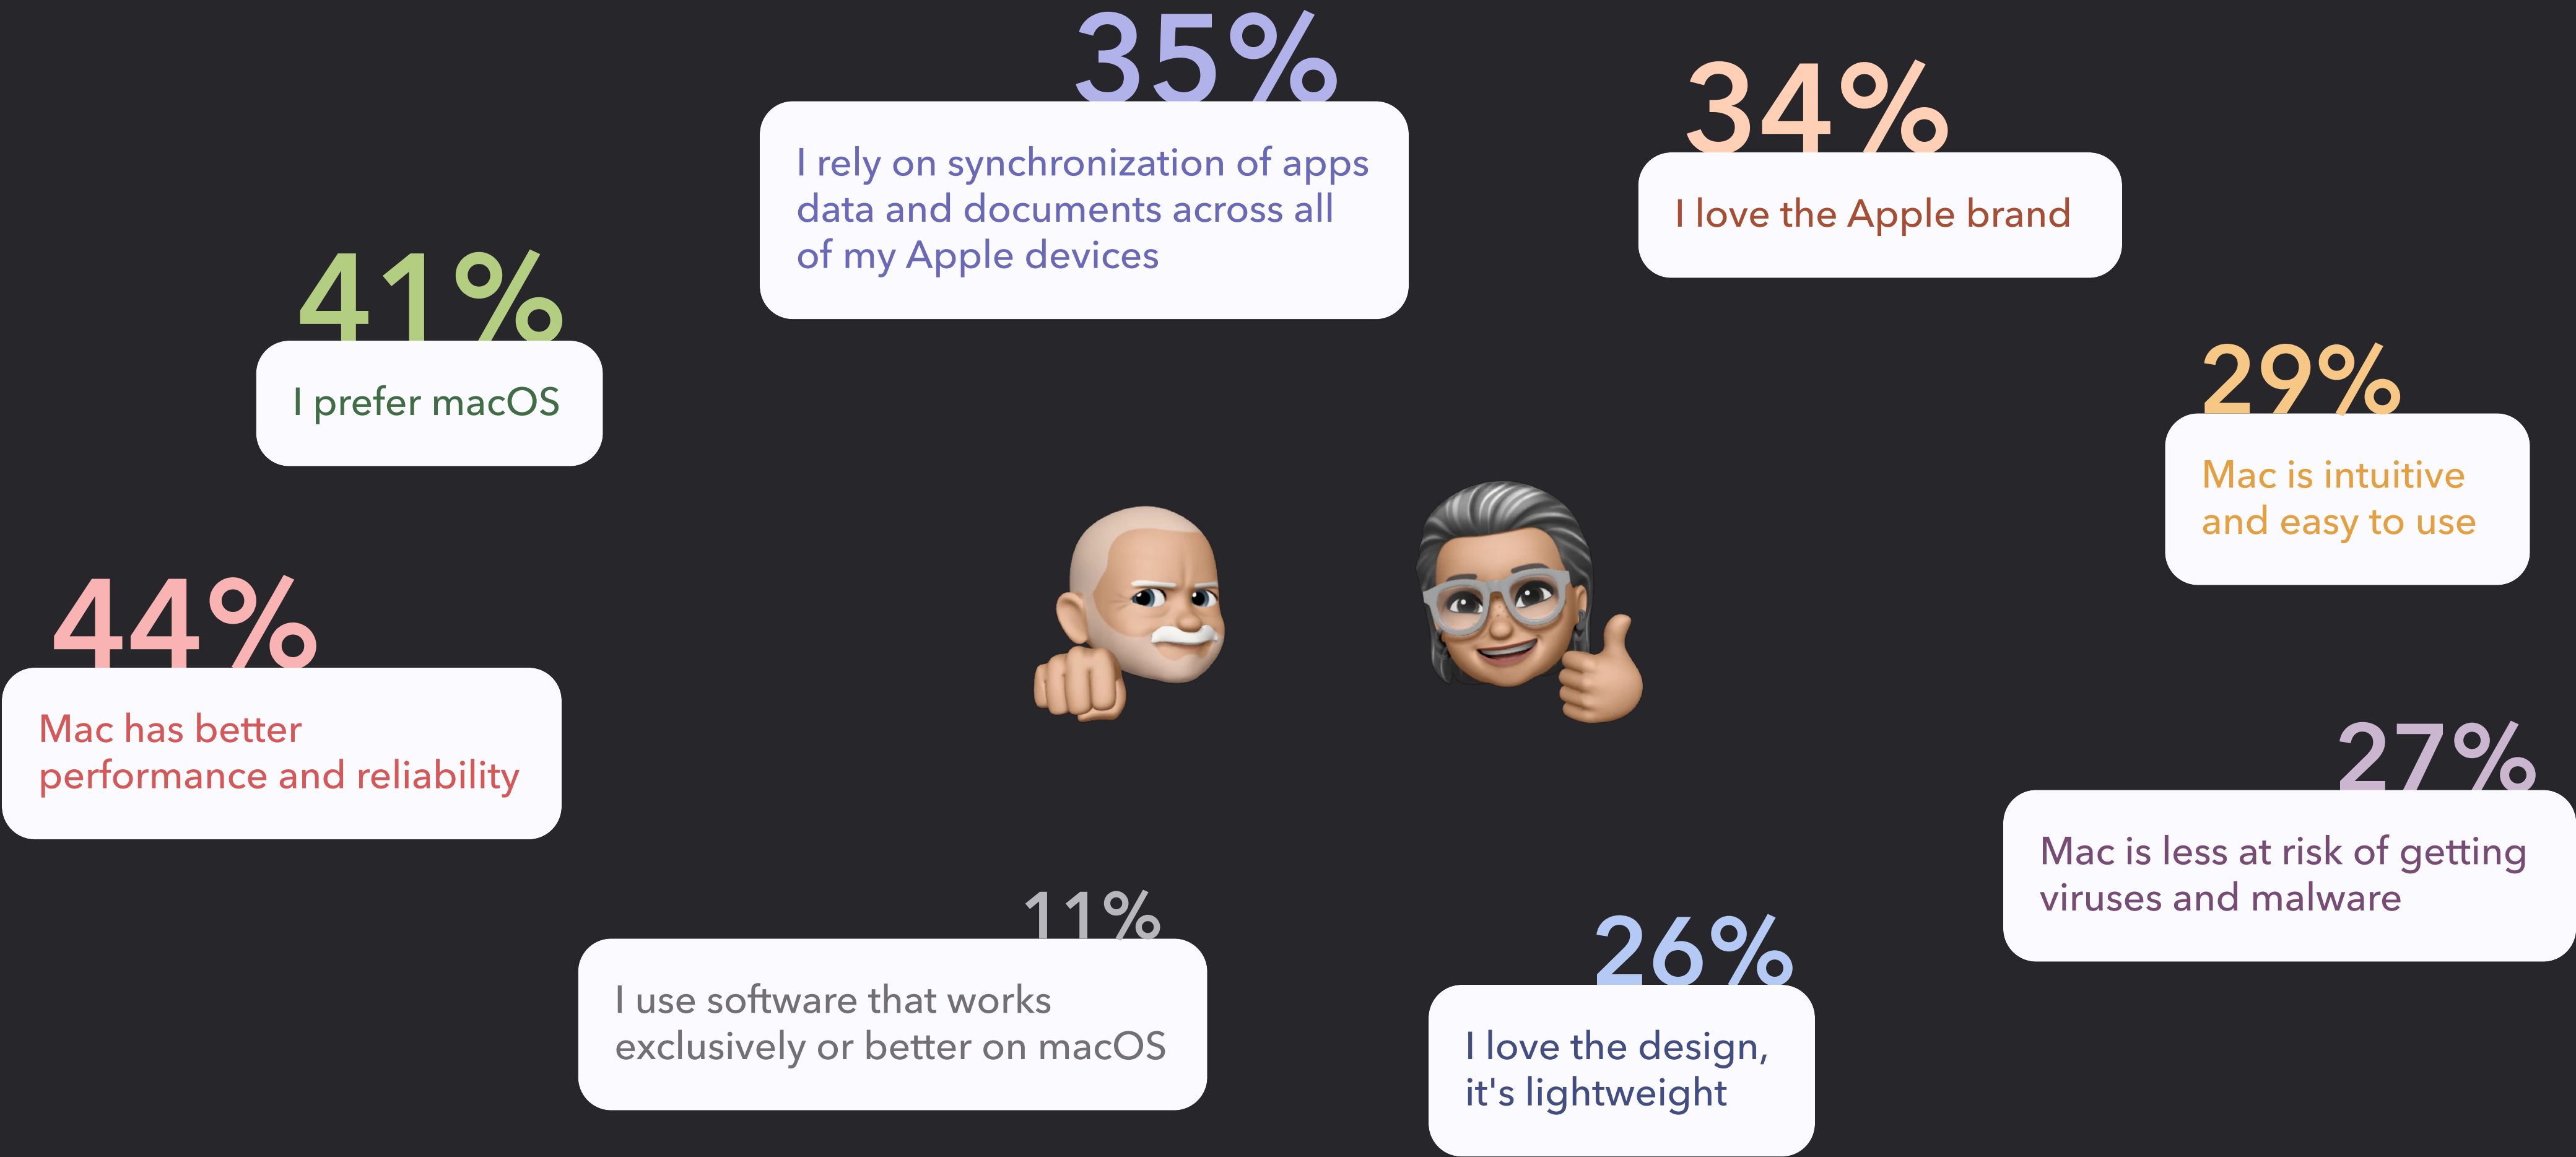 35%
I rely on synchronization of apps
data and documents across all
of my Apple devices
34%
I love the Apple brand
41%
I prefer macOS
29%
Mac is intuitive
and easy to use
44%
Mac has better
performance and reliability
27%
Mac is less at risk of getting
viruses and malware
11%
I use software that works
exclusively or better on macOS
26%
I love the design,
it's lightweight